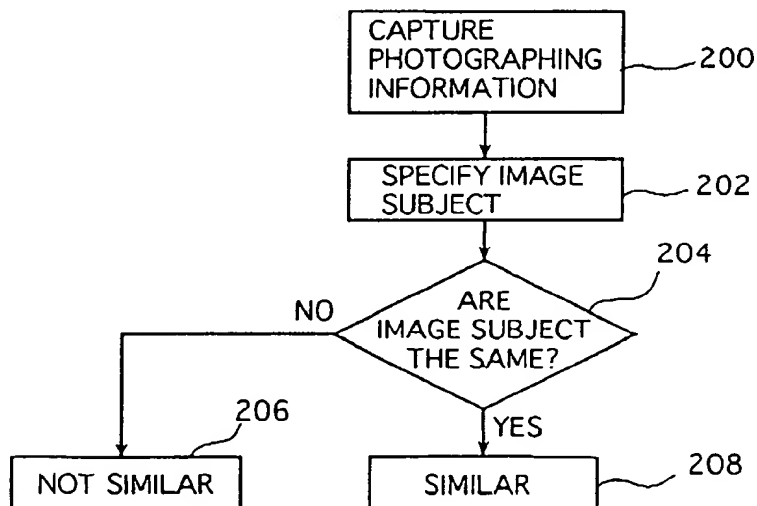 CAPTURE
PHOTOGRAPHING
INFORMATION
200
SPECIFY IMAGE
SUBJECT
202
204
ARE
IMAGE SUBJECT
THE SAME?
NO
YES
206
NOT SIMILAR
SIMILAR
208